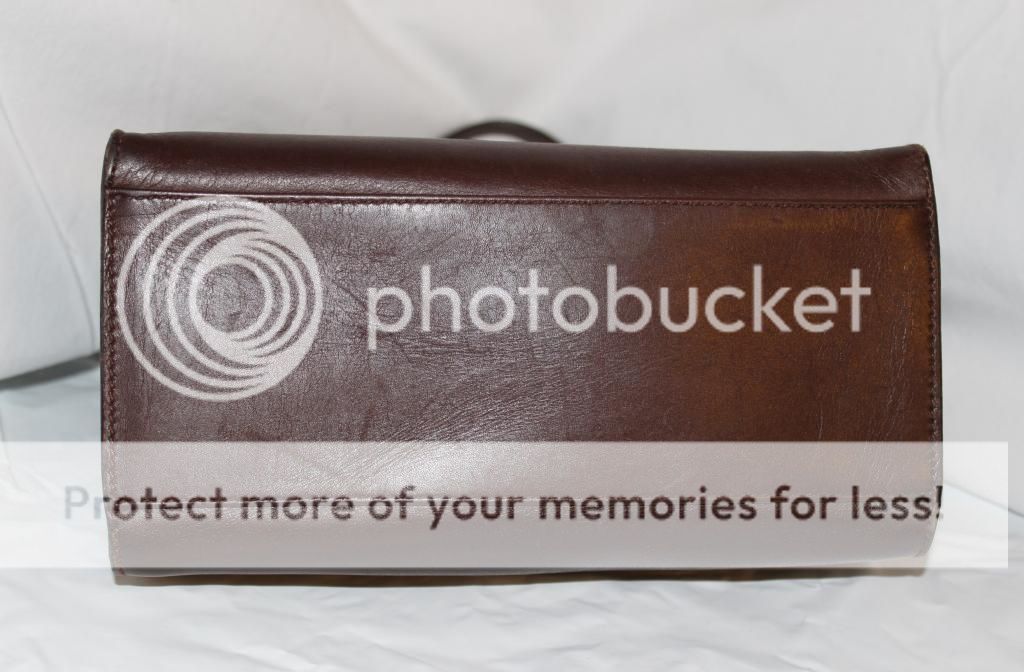 photobucket
Protect more of your memories for less!